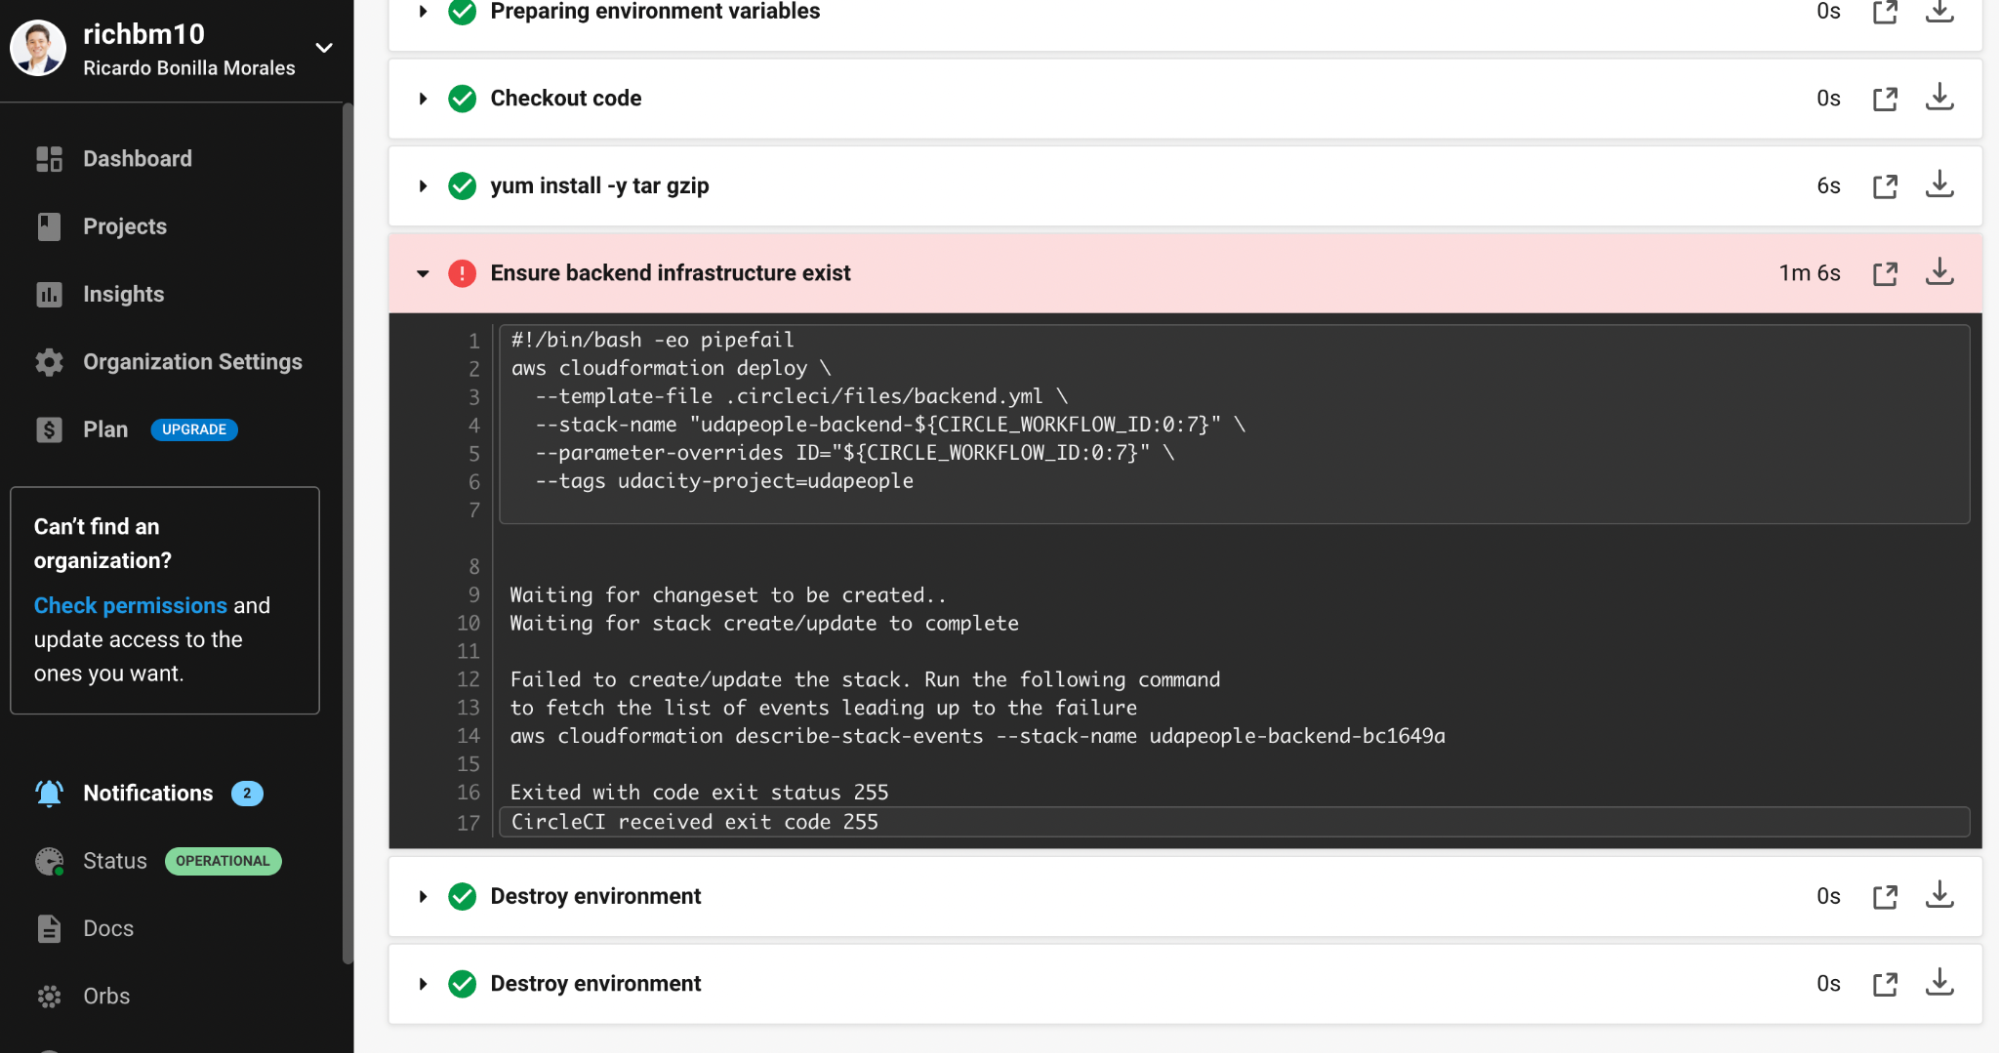 richbm10
Ricardo Bonilla Morales
Dashboard
Projects
Insights
Organization Settings
Plan UPGRADE
Can’t find an
organization?
Check permissions and
update access to the
ones you want.
Notifications 2
Status OPERATIONAL
Docs
Orbs
Preparing environment variables 0s
Checkout code 0s
yum install -y tar gzip 6s
Ensure backend infrastructure exist 1m 6s
1 #!/bin/bash -eo pipefail
2 aws cloudformation deploy \
3 --template-file .circleci/files/backend.yml \
4 --stack-name "udapeople-backend-${CIRCLE_WORKFLOW_ID:0:7}" \
5 --parameter-overrides ID="${CIRCLE_WORKFLOW_ID:0:7}" \
6 --tags udacity-project=udapeople
7
8
9 Waiting for changeset to be created..
10 Waiting for stack create/update to complete
11
12 Failed to create/update the stack. Run the following command
13 to fetch the list of events leading up to the failure
14 aws cloudformation describe-stack-events --stack-name udapeople-backend-bc1649a
15
16 Exited with code exit status 255
17 CircleCI received exit code 255
Destroy environment 0s
Destroy environment 0s